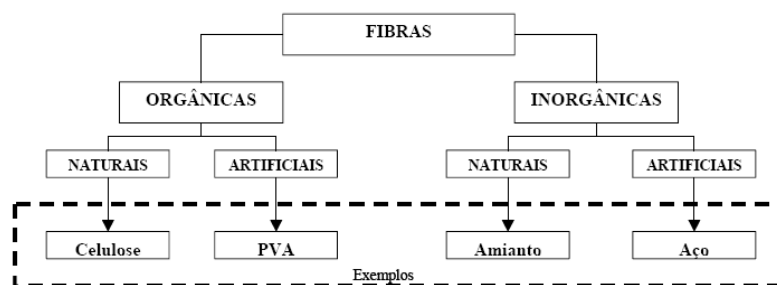 FIBRAS
ORGÂNICAS
INORGÂNICAS
NATURAIS
ARTIFICIAIS
NATURAIS
ARTIFICIAIS
Celulose
PVA
Amianto
Aço
Exemplos